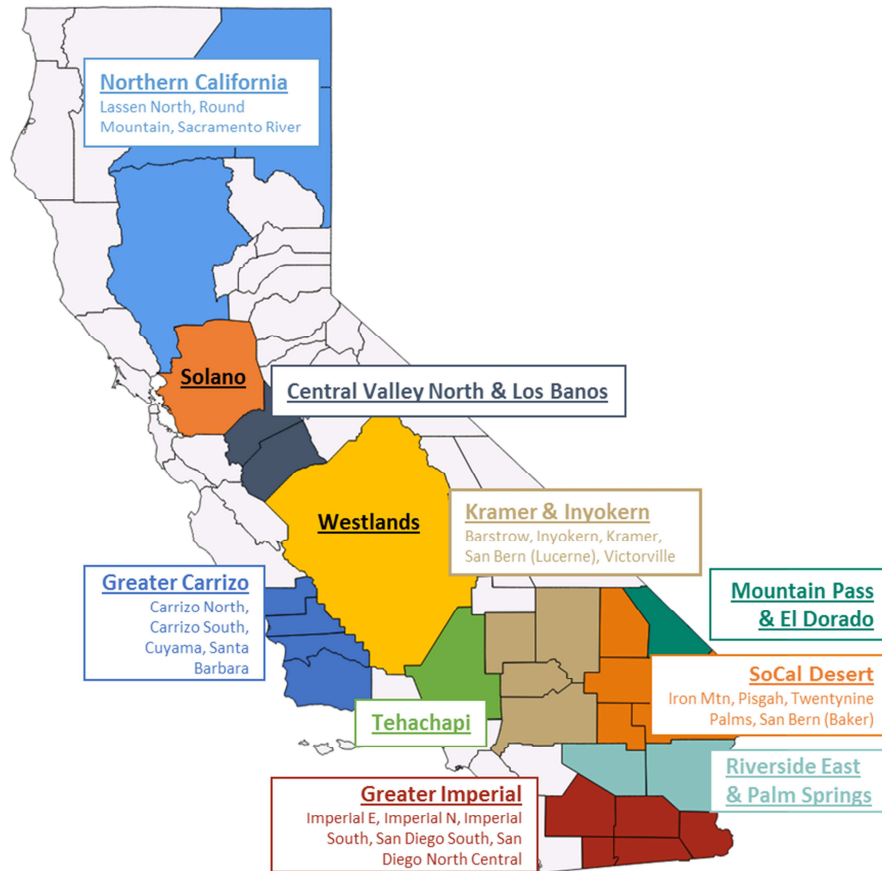 Northern California
Lassen North, Round
Mountain, Sacramento River
Solano
Central Valley North & Los Banos
Westlands
Kramer & Inyokern
Barstrow, Inyokern, Kramer,
San Bern (Lucerne), Victorville
Greater Carrizo
Carrizo North,
Carrizo South,
Cuyama, Santa
Barbara
Mountain Pass
& El Dorado
SoCal Desert
Iron Mtn, Pisgah, Twentynine
Palms, San Bern (Baker)
Tehachapi
Riverside East
& Palm Springs
Greater Imperial
Imperial E, Imperial N, Imperial
South, San Diego South, San
Diego North Central